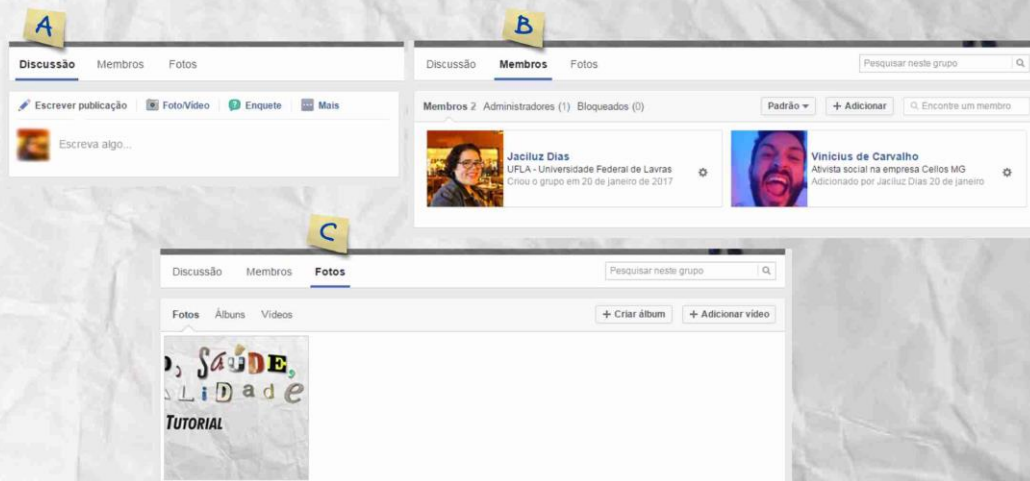 A
Discussão Membros Fotos
Escrever publicação Foto/Vídeo Enquete Mais
Escreva algo...
B
Discussão Membros Fotos Pesquisar neste grupo
Membros 2 Administradores (1) Bloqueados (0) Padrão + Adicionar Encontre um membro
Jaciluz Dias
UFLA - Universidade Federal de Lavras
Criou o grupo em 20 de janeiro de 2017
Vinícius de Carvalho
Ativista social na empresa Cellos MG
Adicionado por Jaciluz Dias 20 de janeiro
C
Discussão Membros Fotos Pesquisar neste grupo
Fotos Álbuns Vídeos + Criar álbum + Adicionar vídeo
, SaúDE,
LiDade
TUTORIAL